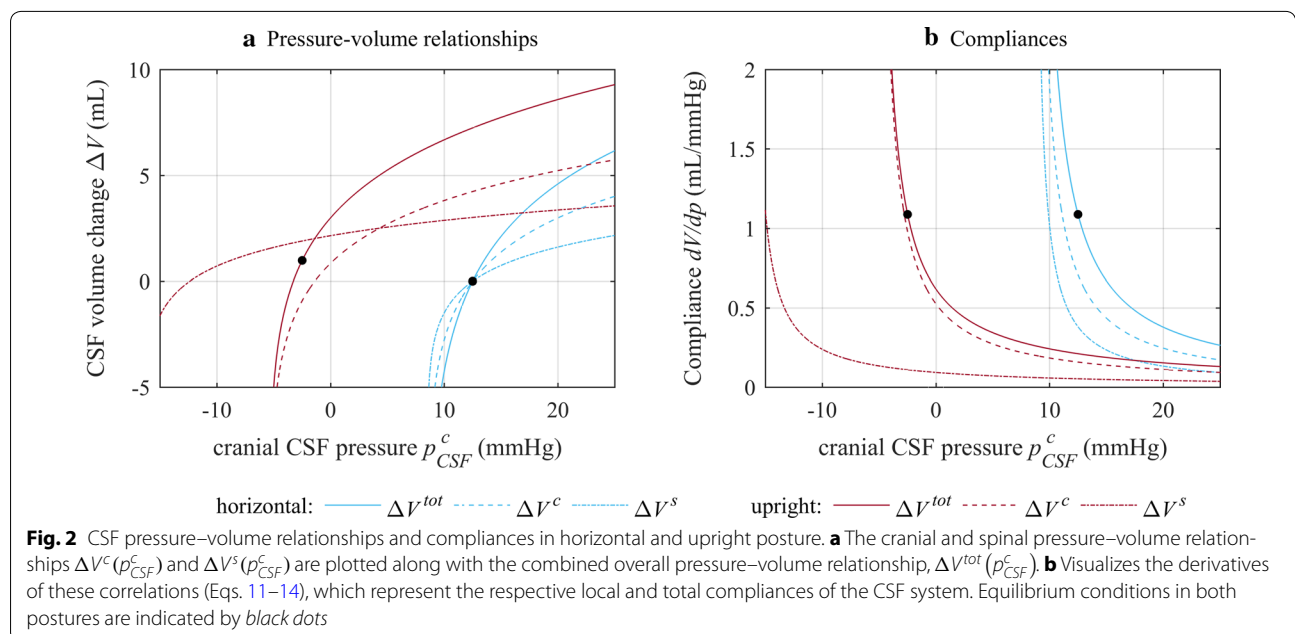 a Pressure-volume relationships
10
5
0
-5
-10
0
10
20
CSF volume change ΔV (mL)
cranial CSF pressure p_CSF^c (mmHg)
b Compliances
2
1.5
1
0.5
0
-10
0
10
20
Compliance dV/dp (mL/mmHg)
cranial CSF pressure p_CSF^c (mmHg)
horizontal: ΔV^tot ΔV^c ΔV^s upright: ΔV^tot ΔV^c ΔV^s
Fig. 2 CSF pressure–volume relationships and compliances in horizontal and upright posture. a The cranial and spinal pressure–volume relation-
ships ΔV^c(p_CSF^c) and ΔV^s(p_CSF^c) are plotted along with the combined overall pressure–volume relationship, ΔV^tot(p_CSF^c). b Visualizes the derivatives
of these correlations (Eqs. 11–14), which represent the respective local and total compliances of the CSF system. Equilibrium conditions in both
postures are indicated by black dots